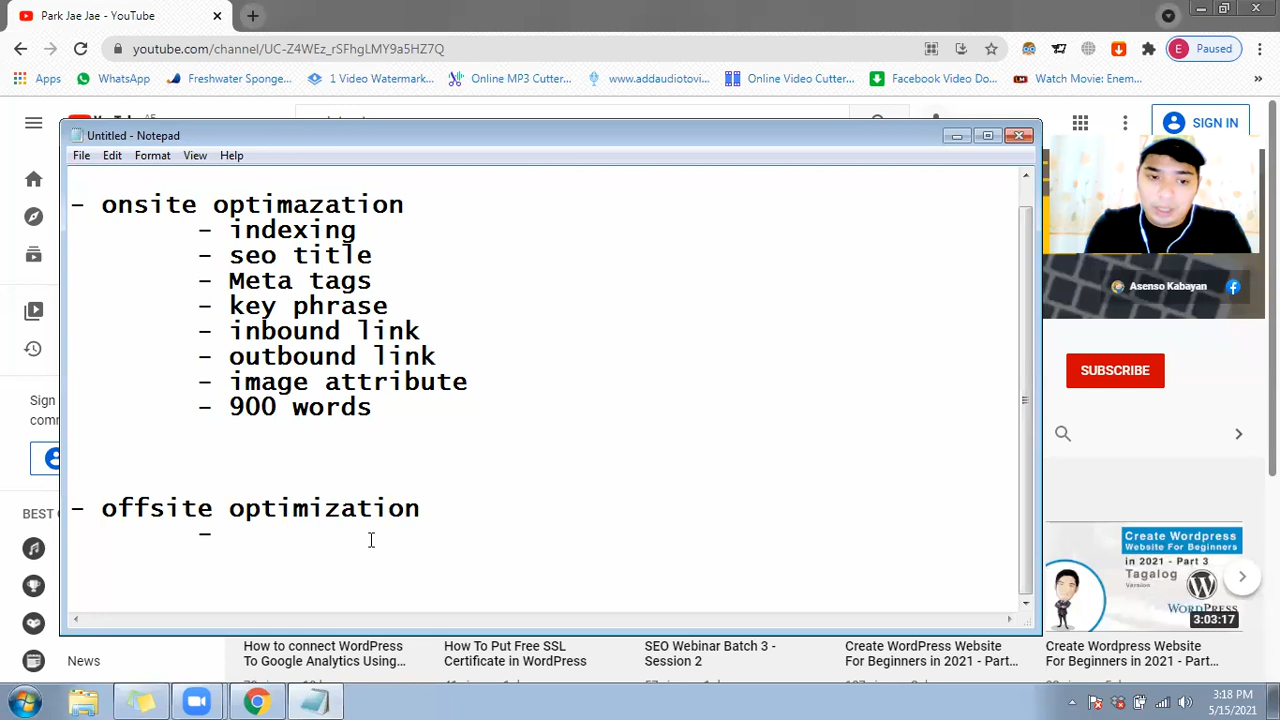 Park Jae Jae - YouTube
youtube.com/channel/UC-Z4WEz_rSFhgLMY9a5HZ7Q
E Paused
Apps WhatsApp Freshwater Sponge... 1 Video Watermark... Online MP3 Cutter... www.addaudiotovi... Online Video Cutter... Facebook Video Do... LM Watch Movie: Enem... »
SIGN IN
Untitled - Notepad
File Edit Format View Help
- onsite optimazation
- indexing
- seo title
- Meta tags
- key phrase
- inbound link
- outbound link
- image attribute
- 900 words
- offsite optimization
-
Asenso Kabayan
SUBSCRIBE
Sign
comm
BEST
News
Create Wordpress
Website For Beginners
in 2021 - Part 3
Tagalog
Version
3:03:17
How to connect WordPress
To Google Analytics Using...
How To Put Free SSL
Certificate in WordPress
SEO Webinar Batch 3 -
Session 2
Create WordPress Website
For Beginners in 2021 - Part...
Create Wordpress Website
For Beginners in 2021 - Part...
3:18 PM
5/15/2021